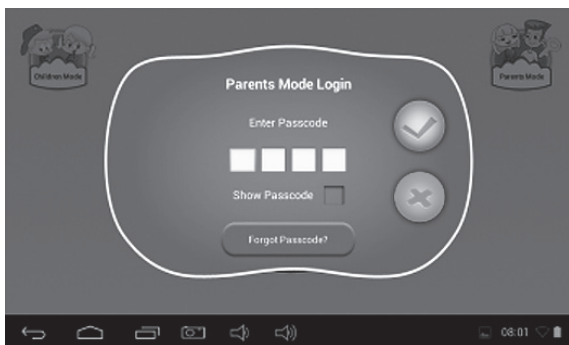 Children Mode
Parents Mode
Parents Mode Login
Enter Passcode
Show Passcode
Forgot Passcode?
08:01